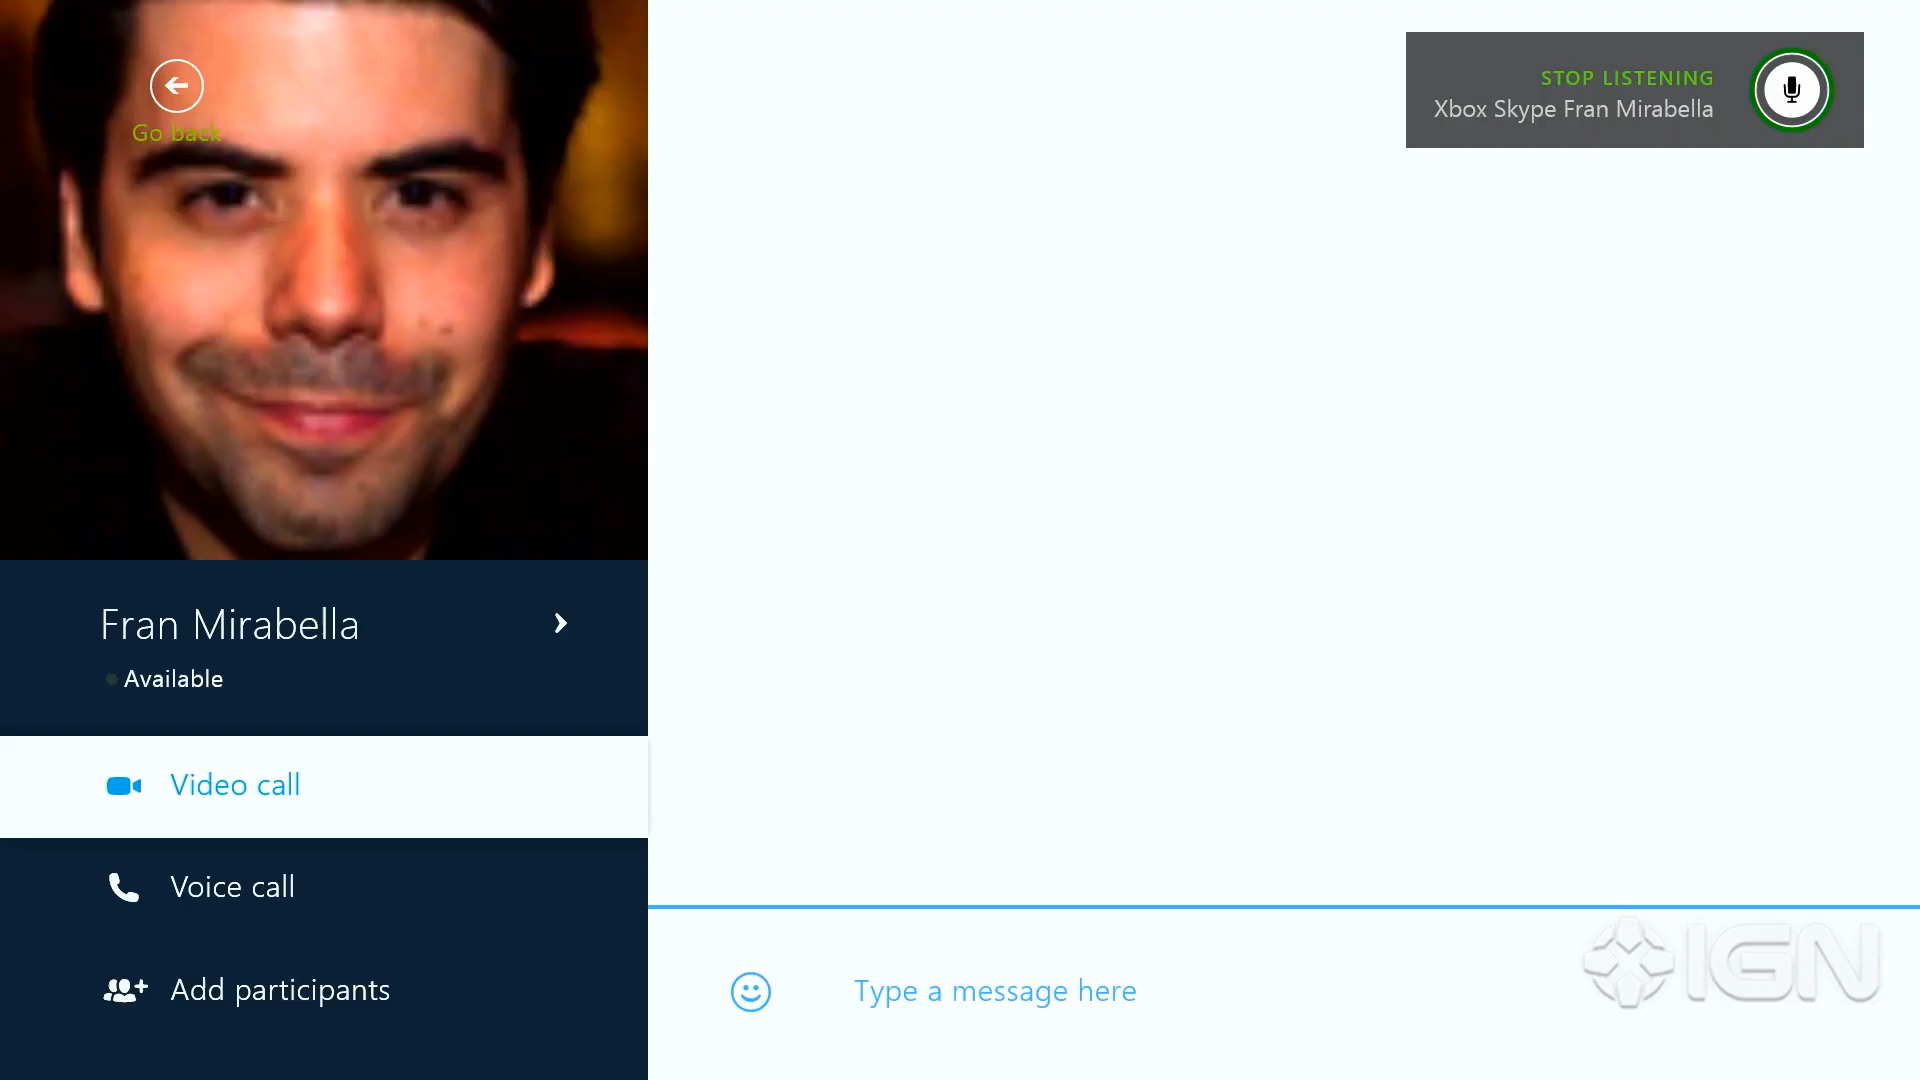 Go back
STOP LISTENING
Xbox Skype Fran Mirabella
Fran Mirabella
Available
Video call
Voice call
Add participants
Type a message here
IGN